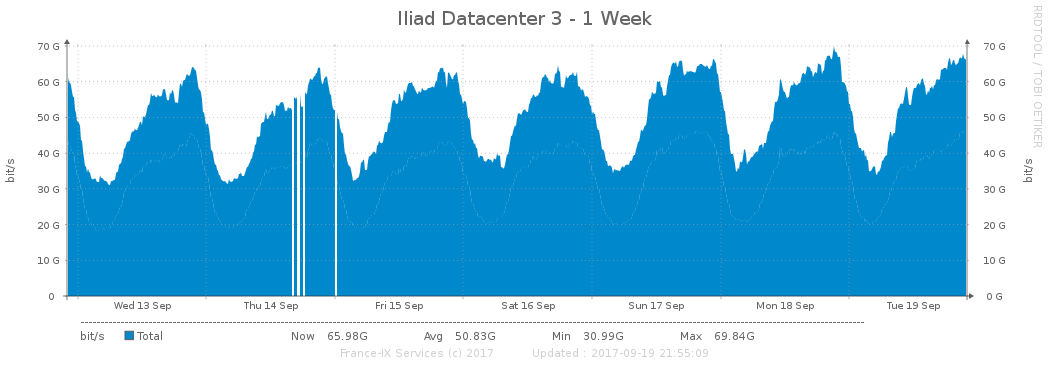 Iliad Datacenter 3 - 1 Week
RRDTOOL / TOBI OETIKER
70 G 70 G
60 G 60 G
50 G 50 G
40 G 40 G
30 G 30 G
20 G 20 G
10 G 10 G
0 0 G
bit/s bit/s
Wed 13 Sep Thu 14 Sep Fri 15 Sep Sat 16 Sep Sun 17 Sep Mon 18 Sep Tue 19 Sep
bit/s Total Now 65.98G Avg 50.83G Min 30.99G Max 69.84G
France-IX Services (c) 2017 Updated : 2017-09-19 21:55:09